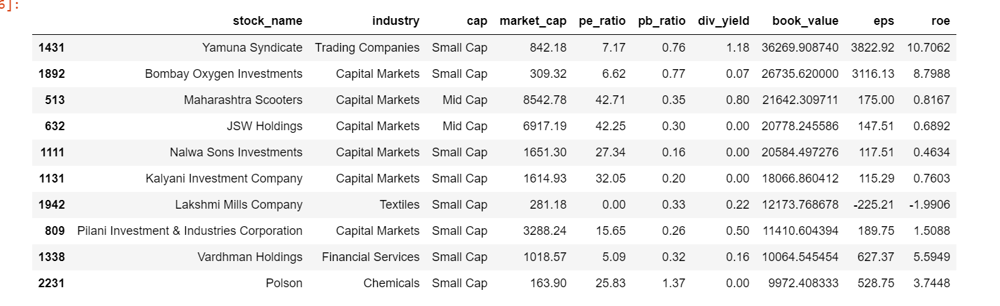 6]:
stock_name industry cap market_cap pe_ratio pb_ratio div_yield book_value eps roe
1431 Yamuna Syndicate Trading Companies Small Cap 842.18 7.17 0.76 1.18 36269.908740 3822.92 10.7062
1892 Bombay Oxygen Investments Capital Markets Small Cap 309.32 6.62 0.77 0.07 26735.620000 3116.13 8.7988
513 Maharashtra Scooters Capital Markets Mid Cap 8542.78 42.71 0.35 0.80 21642.309711 175.00 0.8167
632 JSW Holdings Capital Markets Mid Cap 6917.19 42.25 0.30 0.00 20778.245586 147.51 0.6892
1111 Nalwa Sons Investments Capital Markets Small Cap 1651.30 27.34 0.16 0.00 20584.497276 117.51 0.4634
1131 Kalyani Investment Company Capital Markets Small Cap 1614.93 32.05 0.20 0.00 18066.860412 115.29 0.7603
1942 Lakshmi Mills Company Textiles Small Cap 281.18 0.00 0.33 0.22 12173.768678 -225.21 -1.9906
809 Pilani Investment & Industries Corporation Capital Markets Small Cap 3288.24 15.65 0.26 0.50 11410.604394 189.75 1.5088
1338 Vardhman Holdings Financial Services Small Cap 1018.57 5.09 0.32 0.16 10064.545454 627.37 5.5949
2231 Polson Chemicals Small Cap 163.90 25.83 1.37 0.00 9972.408333 528.75 3.7448